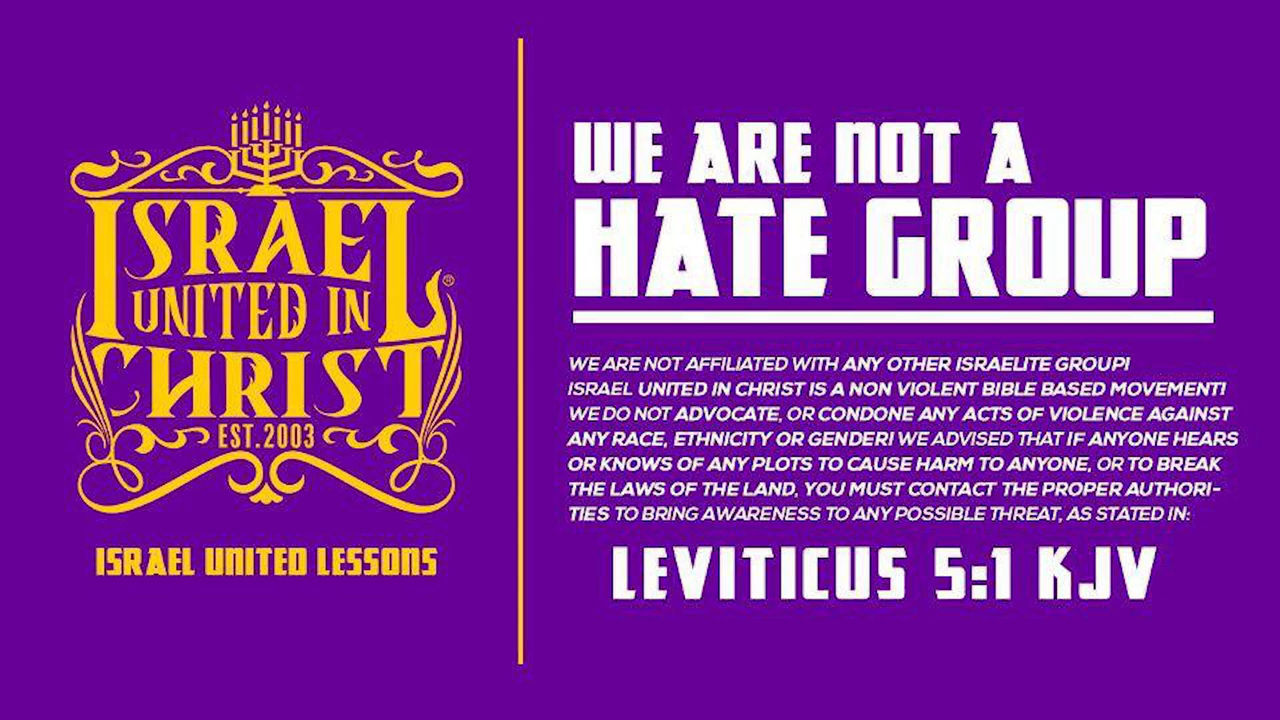 ISRAEL
UNITED IN
CHRIST
®
EST. 2003
ISRAEL UNITED LESSONS
WE ARE NOT A
HATE GROUP
WE ARE NOT AFFILIATED WITH ANY OTHER ISRAELITE GROUP!
ISRAEL UNITED IN CHRIST IS A NON VIOLENT BIBLE BASED MOVEMENT!
WE DO NOT ADVOCATE, OR CONDONE ANY ACTS OF VIOLENCE AGAINST
ANY RACE, ETHNICITY OR GENDER! WE ADVISED THAT IF ANYONE HEARS
OR KNOWS OF ANY PLOTS TO CAUSE HARM TO ANYONE, OR TO BREAK
THE LAWS OF THE LAND, YOU MUST CONTACT THE PROPER AUTHORI-
TIES TO BRING AWARENESS TO ANY POSSIBLE THREAT, AS STATED IN:
LEVITICUS 5:1 KJV